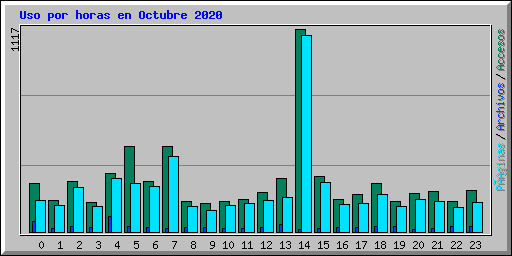 Uso por horas en Octubre 2020
1117
Páginas / Archivos / Accesos
0 1 2 3 4 5 6 7 8 9 10 11 12 13 14 15 16 17 18 19 20 21 22 23